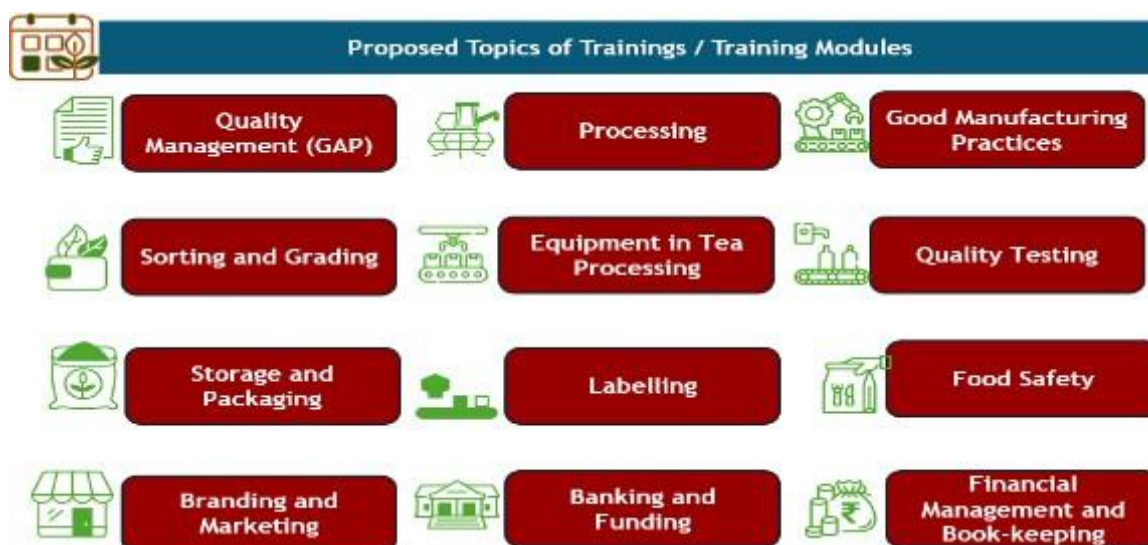 Proposed Topics of Trainings / Training Modules
Quality
Management (GAP)
Processing
Good Manufacturing
Practices
Sorting and Grading
Equipment in Tea
Processing
Quality Testing
Storage and
Packaging
Labelling
Food Safety
Branding and
Marketing
Banking and
Funding
Financial
Management and
Book-keeping
₹